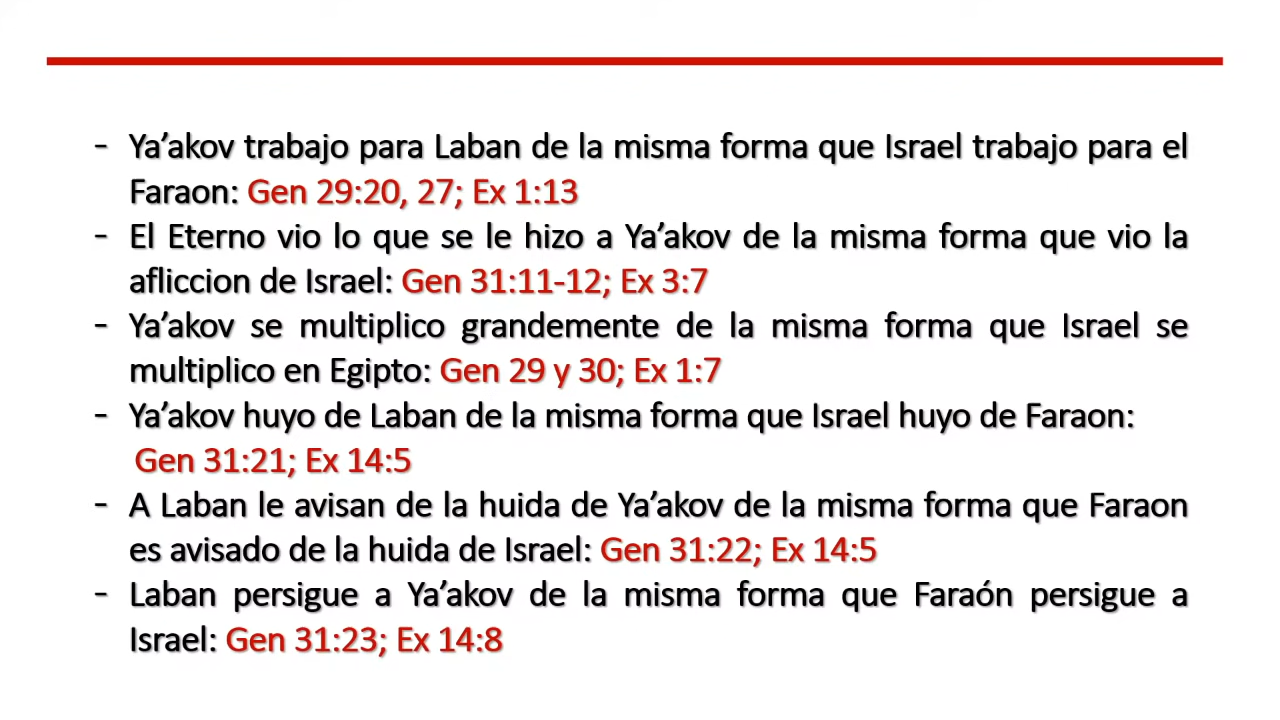 - Ya’akov trabajo para Laban de la misma forma que Israel trabajo para el
Faraon: Gen 29:20, 27; Ex 1:13
- El Eterno vio lo que se le hizo a Ya’akov de la misma forma que vio la
afliccion de Israel: Gen 31:11-12; Ex 3:7
- Ya’akov se multiplico grandemente de la misma forma que Israel se
multiplico en Egipto: Gen 29 y 30; Ex 1:7
- Ya’akov huyo de Laban de la misma forma que Israel huyo de Faraon:
Gen 31:21; Ex 14:5
- A Laban le avisan de la huida de Ya’akov de la misma forma que Faraon
es avisado de la huida de Israel: Gen 31:22; Ex 14:5
- Laban persigue a Ya’akov de la misma forma que Faraón persigue a
Israel: Gen 31:23; Ex 14:8